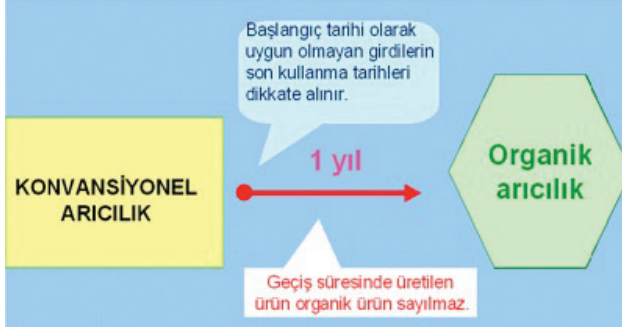 Başlangıç tarihi olarak
uygun olmayan girdilerin
son kullanma tarihleri
dikkate alınır.
KONVANSİYONEL
ARICILIK
1 yıl
Organik
arıcılık
Geçiş süresinde üretilen
ürün organik ürün sayılmaz.